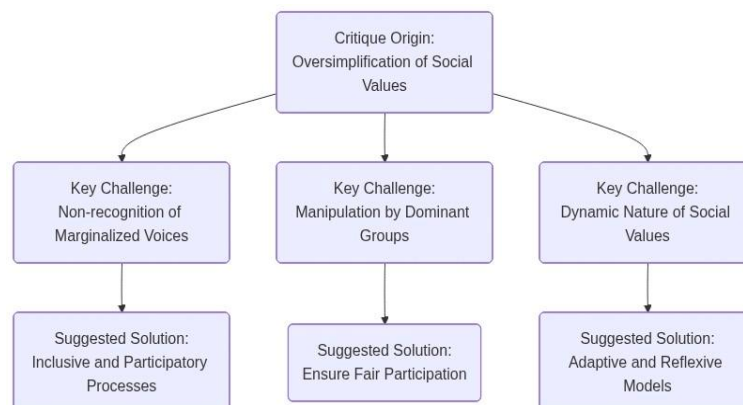 Critique Origin:
Oversimplification of Social
Values
Key Challenge:
Non-recognition of
Marginalized Voices
Key Challenge:
Manipulation by Dominant
Groups
Key Challenge:
Dynamic Nature of Social
Values
Suggested Solution:
Inclusive and Participatory
Processes
Suggested Solution:
Ensure Fair Participation
Suggested Solution:
Adaptive and Reflexive
Models